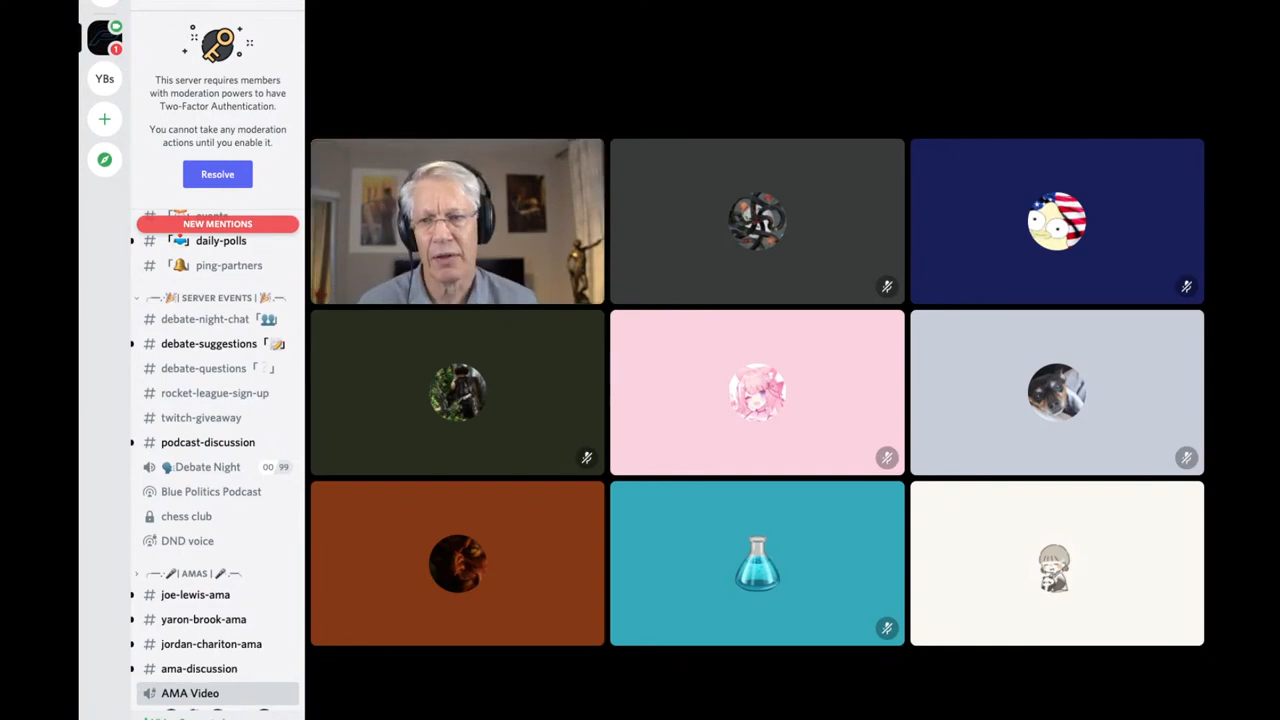 1
YBs
This server requires members
with moderation powers to have
Two-Factor Authentication.
You cannot take any moderation
actions until you enable it.
Resolve
NEW MENTIONS
daily-polls
ping-partners
SERVER EVENTS
debate-night-chat
debate-suggestions
debate-questions
rocket-league-sign-up
twitch-giveaway
podcast-discussion
Debate Night 00 99
Blue Politics Podcast
chess club
DND voice
AMAS
joe-lewis-ama
yaron-brook-ama
jordan-chariton-ama
ama-discussion
AMA Video